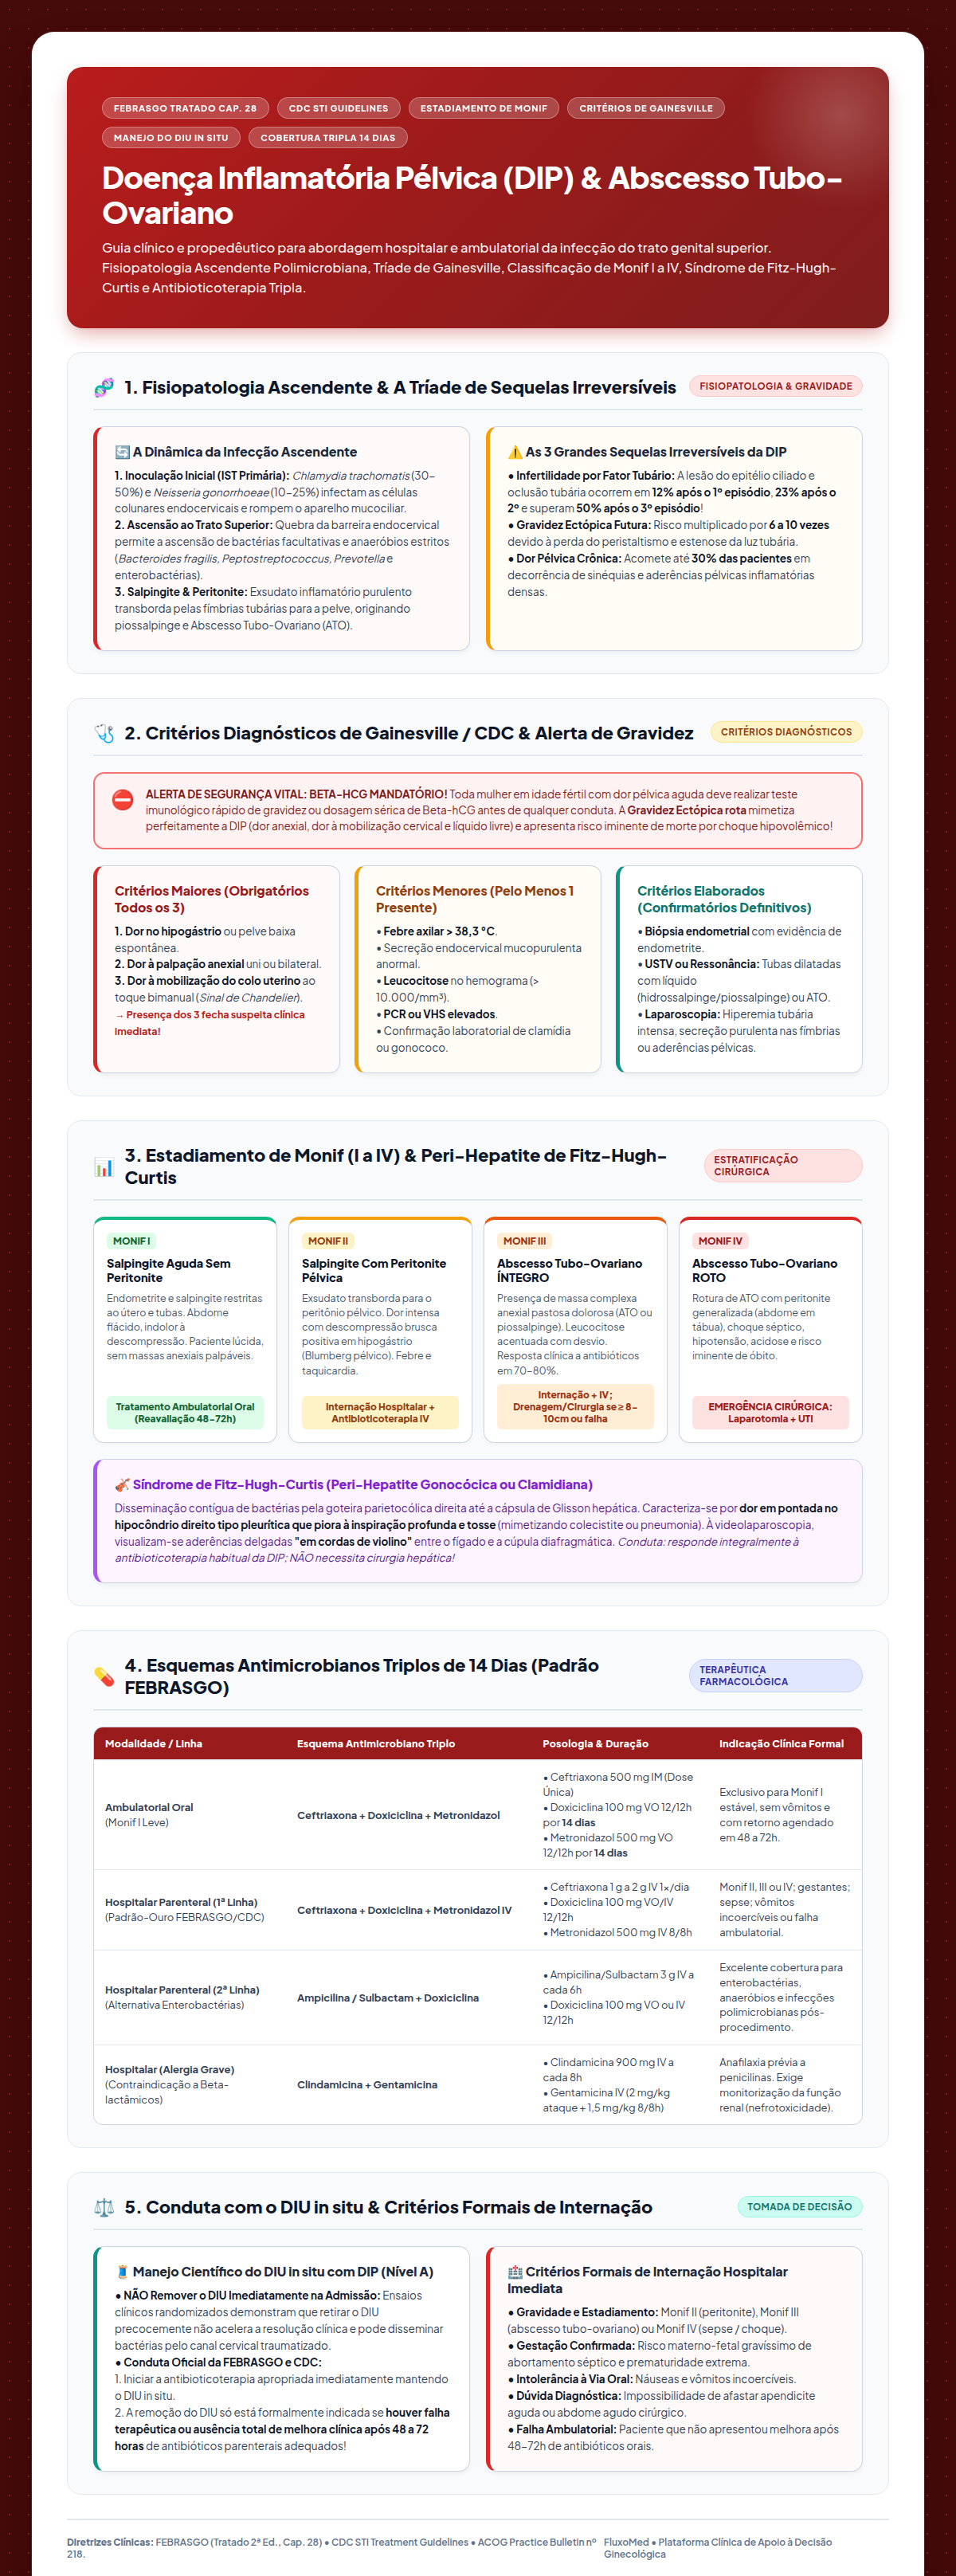 FEBRASGO TRATADO CAP. 28
CDC STI GUIDELINES
ESTADIAMENTO DE MONIF
CRITÉRIOS DE GAINESVILLE
MANEJO DO DIU IN SITU
COBERTURA TRIPLA 14 DIAS
Doença Inflamatória Pélvica (DIP) & Abscesso Tubo-
Ovariano
Guia clínico e propedêutico para abordagem hospitalar e ambulatorial da infecção do trato genital superior.
Fisiopatologia Ascendente Polimicrobiana, Tríade de Gainesville, Classificação de Monif I a IV, Síndrome de Fitz-Hugh-
Curtis e Antibioticoterapia Tripla.
1. Fisiopatologia Ascendente & A Tríade de Sequelas Irreversíveis
FISIOPATOLOGIA & GRAVIDADE
A Dinâmica da Infecção Ascendente
1. Inoculação Inicial (IST Primária): Chlamydia trachomatis (30–
50%) e Neisseria gonorrhoeae (10–25%) infectam as células
colunares endocervicais e rompem o aparelho mucociliar.
2. Ascensão ao Trato Superior: Quebra da barreira endocervical
permite a ascensão de bactérias facultativas e anaeróbios estritos
(Bacteroides fragilis, Peptostreptococcus, Prevotella e
enterobactérias).
3. Salpingite & Peritonite: Exsudato inflamatório purulento
transborda pelas fímbrias tubárias para a pelve, originando
piossalpinge e Abscesso Tubo-Ovariano (ATO).
As 3 Grandes Sequelas Irreversíveis da DIP
• Infertilidade por Fator Tubário: A lesão do epitélio ciliado e
oclusão tubária ocorrem em 12% após o 1º episódio, 23% após o
2º e superam 50% após o 3º episódio!
• Gravidez Ectópica Futura: Risco multiplicado por 6 a 10 vezes
devido à perda do peristaltismo e estenose da luz tubária.
• Dor Pélvica Crônica: Acomete até 30% das pacientes em
decorrência de sinéquias e aderências pélvicas inflamatórias
densas.
2. Critérios Diagnósticos de Gainesville / CDC & Alerta de Gravidez
CRITÉRIOS DIAGNÓSTICOS
ALERTA DE SEGURANÇA VITAL: BETA-HCG MANDATÓRIO! Toda mulher em idade fértil com dor pélvica aguda deve realizar teste
imunológico rápido de gravidez ou dosagem sérica de Beta-hCG antes de qualquer conduta. A Gravidez Ectópica rota mimetiza
perfeitamente a DIP (dor anexial, dor à mobilização cervical e líquido livre) e apresenta risco iminente de morte por choque hipovolêmico!
Critérios Maiores (Obrigatórios
Todos os 3)
1. Dor no hipogástrio ou pelve baixa
espontânea.
2. Dor à palpação anexial uni ou bilateral.
3. Dor à mobilização do colo uterino ao
toque bimanual (Sinal de Chandelier).
→ Presença dos 3 fecha suspeita clínica
imediata!
Critérios Menores (Pelo Menos 1
Presente)
• Febre axilar > 38,3 °C.
• Secreção endocervical mucopurulenta
anormal.
• Leucocitose no hemograma (>
10.000/mm³).
• PCR ou VHS elevados.
• Confirmação laboratorial de clamídia
ou gonococo.
Critérios Elaborados
(Confirmatórios Definitivos)
• Biópsia endometrial com evidência de
endometrite.
• USTV ou Ressonância: Tubas dilatadas
com líquido
(hidrossalpinge/piossalpinge) ou ATO.
• Laparoscopia: Hiperemia tubária
intensa, secreção purulenta nas fímbrias
ou aderências pélvicas.
3. Estadiamento de Monif (I a IV) & Peri-Hepatite de Fitz-Hugh-
Curtis
ESTRATIFICAÇÃO
CIRÚRGICA
MONIF I
Salpingite Aguda Sem
Peritonite
Endometrite e salpingite restritas
ao útero e tubas. Abdome
flácido, indolor à
descompressão. Paciente lúcida,
sem massas anexiais palpáveis.
Tratamento Ambulatorial Oral
(Reavaliação 48-72h)
MONIF II
Salpingite Com Peritonite
Pélvica
Exsudato transborda para o
peritônio pélvico. Dor intensa
com descompressão brusca
positiva em hipogástrio
(Blumberg pélvico). Febre e
taquicardia.
Internação Hospitalar +
Antibioticoterapia IV
MONIF III
Abscesso Tubo-Ovariano
ÍNTEGRO
Presença de massa complexa
anexial pastosa dolorosa (ATO ou
piossalpinge). Leucocitose
acentuada com desvio.
Resposta clínica a antibióticos
em 70–80%.
Internação + IV;
Drenagem/Cirurgia se ≥ 8-
10cm ou falha
MONIF IV
Abscesso Tubo-Ovariano
ROTO
Rotura de ATO com peritonite
generalizada (abdome em
tábua), choque séptico,
hipotensão, acidose e risco
iminente de óbito.
EMERGÊNCIA CIRÚRGICA:
Laparotomia + UTI
Síndrome de Fitz-Hugh-Curtis (Peri-Hepatite Gonocócica ou Clamidiana)
Disseminação contígua de bactérias pela goteira parietocólica direita até a cápsula de Glisson hepática. Caracteriza-se por dor em pontada no
hipocôndrio direito tipo pleurítica que piora à inspiração profunda e tosse (mimetizando colecistite ou pneumonia). À videolaparoscopia,
visualizam-se aderências delgadas "em cordas de violino" entre o fígado e a cúpula diafragmática. Conduta: responde integralmente à
antibioticoterapia habitual da DIP; NÃO necessita cirurgia hepática!
4. Esquemas Antimicrobianos Triplos de 14 Dias (Padrão
FEBRASGO)
TERAPÊUTICA
FARMACOLÓGICA
Modalidade / Linha
Esquema Antimicrobiano Triplo
Posologia & Duração
Indicação Clínica Formal
Ambulatorial Oral
(Monif I Leve)
Ceftriaxona + Doxiciclina + Metronidazol
• Ceftriaxona 500 mg IM (Dose
Única)
• Doxiciclina 100 mg VO 12/12h
por 14 dias
• Metronidazol 500 mg VO
12/12h por 14 dias
Exclusivo para Monif I
estável, sem vômitos e
com retorno agendado
em 48 a 72h.
Hospitalar Parenteral (1ª Linha)
(Padrão-Ouro FEBRASGO/CDC)
Ceftriaxona + Doxiciclina + Metronidazol IV
• Ceftriaxona 1 g a 2 g IV 1x/dia
• Doxiciclina 100 mg VO/IV
12/12h
• Metronidazol 500 mg IV 8/8h
Monif II, III ou IV; gestantes;
sepse; vômitos
incoercíveis ou falha
ambulatorial.
Hospitalar Parenteral (2ª Linha)
(Alternativa Enterobactérias)
Ampicilina / Sulbactam + Doxiciclina
• Ampicilina/Sulbactam 3 g IV a
cada 6h
• Doxiciclina 100 mg VO ou IV
12/12h
Excelente cobertura para
enterobactérias,
anaeróbios e infecções
polimicrobianas pós-
procedimento.
Hospitalar (Alergia Grave)
(Contraindicação a Beta-
lactâmicos)
Clindamicina + Gentamicina
• Clindamicina 900 mg IV a
cada 8h
• Gentamicina IV (2 mg/kg
ataque + 1,5 mg/kg 8/8h)
Anafilaxia prévia a
penicilinas. Exige
monitorização da função
renal (nefrotoxicidade).
5. Conduta com o DIU in situ & Critérios Formais de Internação
TOMADA DE DECISÃO
Manejo Científico do DIU in situ com DIP (Nível A)
• NÃO Remover o DIU Imediatamente na Admissão: Ensaios
clínicos randomizados demonstram que retirar o DIU
precocemente não acelera a resolução clínica e pode disseminar
bactérias pelo canal cervical traumatizado.
• Conduta Oficial da FEBRASGO e CDC:
1. Iniciar a antibioticoterapia apropriada imediatamente mantendo
o DIU in situ.
2. A remoção do DIU só está formalmente indicada se houver falha
terapêutica ou ausência total de melhora clínica após 48 a 72
horas de antibióticos parenterais adequados!
Critérios Formais de Internação Hospitalar
Imediata
• Gravidade e Estadiamento: Monif II (peritonite), Monif III
(abscesso tubo-ovariano) ou Monif IV (sepse / choque).
• Gestação Confirmada: Risco materno-fetal gravíssimo de
abortamento séptico e prematuridade extrema.
• Intolerância à Via Oral: Náuseas e vômitos incoercíveis.
• Dúvida Diagnóstica: Impossibilidade de afastar apendicite
aguda ou abdome agudo cirúrgico.
• Falha Ambulatorial: Paciente que não apresentou melhora após
48–72h de antibióticos orais.
Diretrizes Clínicas: FEBRASGO (Tratado 2ª Ed., Cap. 28) • CDC STI Treatment Guidelines • ACOG Practice Bulletin nº
218.
FluxoMed • Plataforma Clínica de Apoio à Decisão
Ginecológica